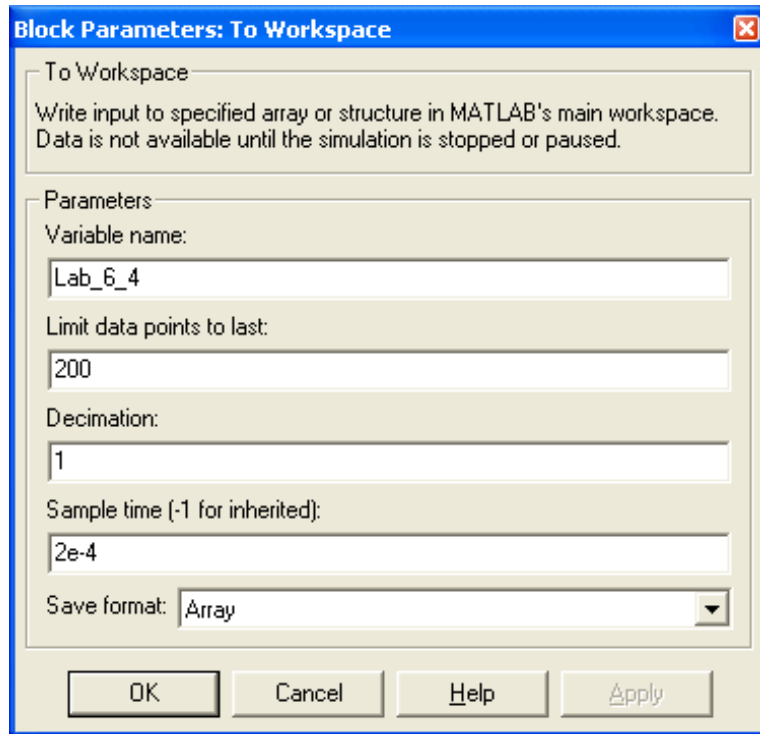 Block Parameters: To Workspace
To Workspace
Write input to specified array or structure in MATLAB's main workspace.
Data is not available until the simulation is stopped or paused.
Parameters
Variable name:
Lab_6_4
Limit data points to last:
200
Decimation:
1
Sample time (-1 for inherited):
2e-4
Save format: Array
OK Cancel Help Apply